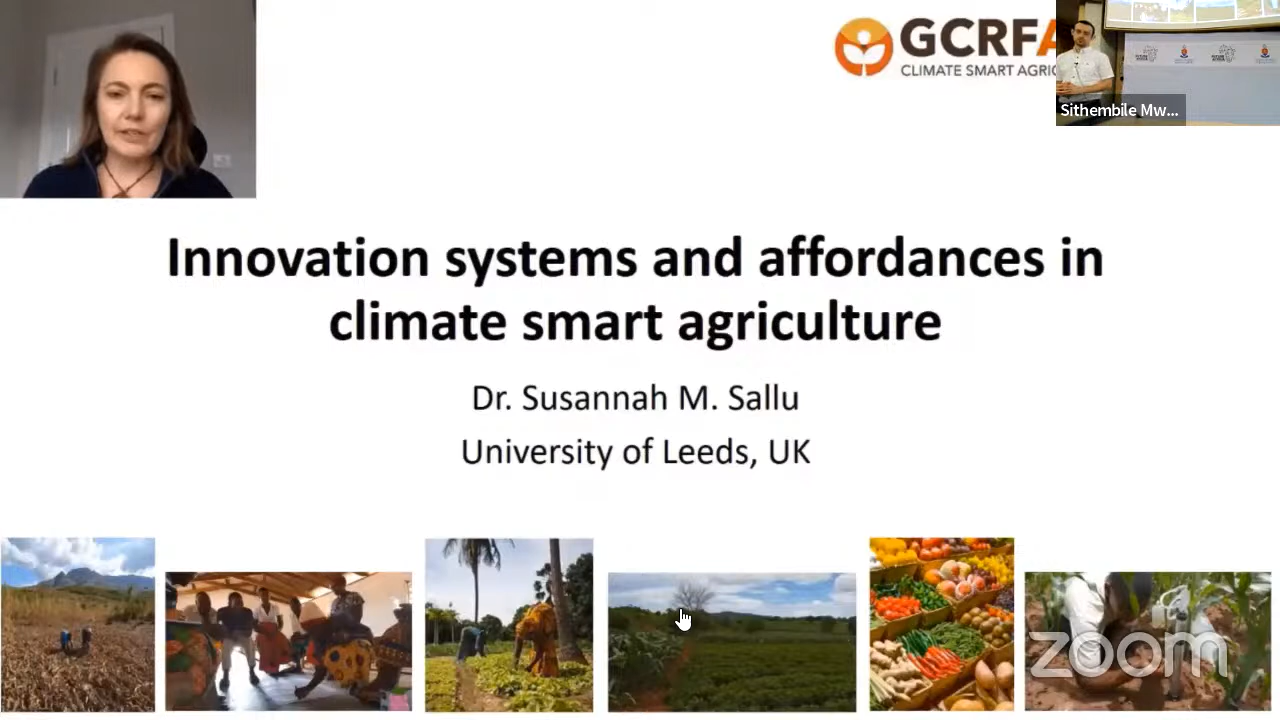 GCRFA
CLIMATE SMART AGRIC
Sithembile Mw...
Innovation systems and affordances in
climate smart agriculture
Dr. Susannah M. Sallu
University of Leeds, UK
zoom